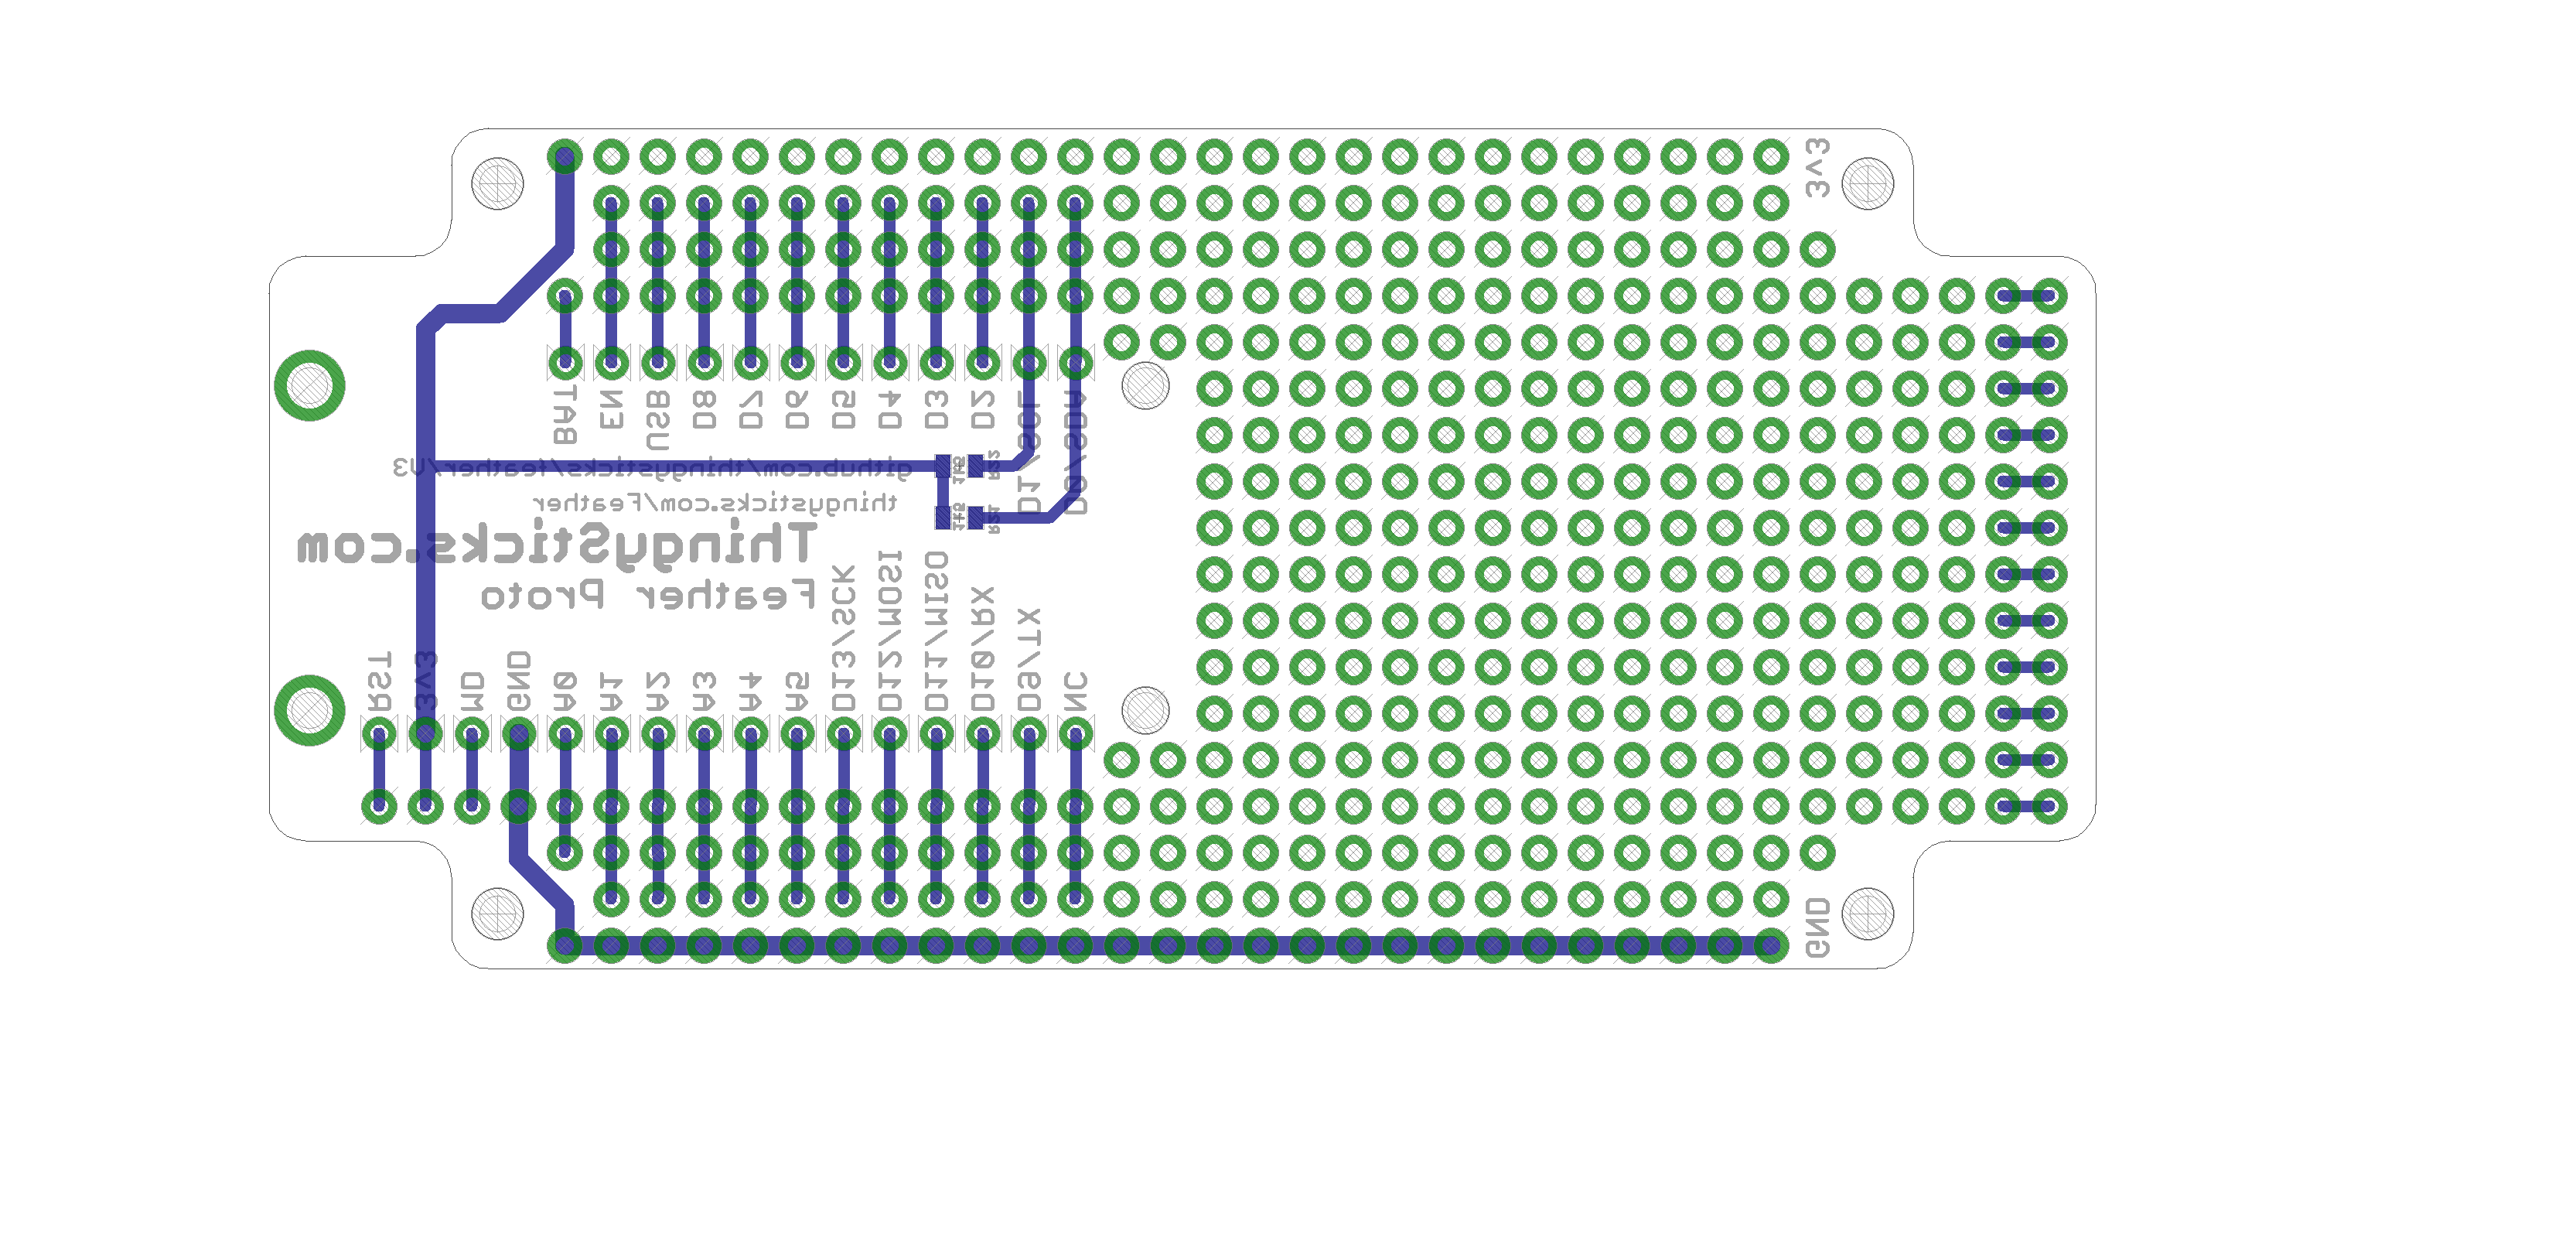 3v3
BAT
EN
USB
D8
D7
D6
D5
D4
D3
D2
D1/SCL
D0/SDA
github.com/thingysticks/feather/U3
thingysticks.com/Feather
ThingySticks.com
Feather Proto
RST
3v3
MD
GND
A0
A1
A2
A3
A4
A5
D13/SCK
D12/MOSI
D11/MISO
D10/RX
D9/TX
NC
GND